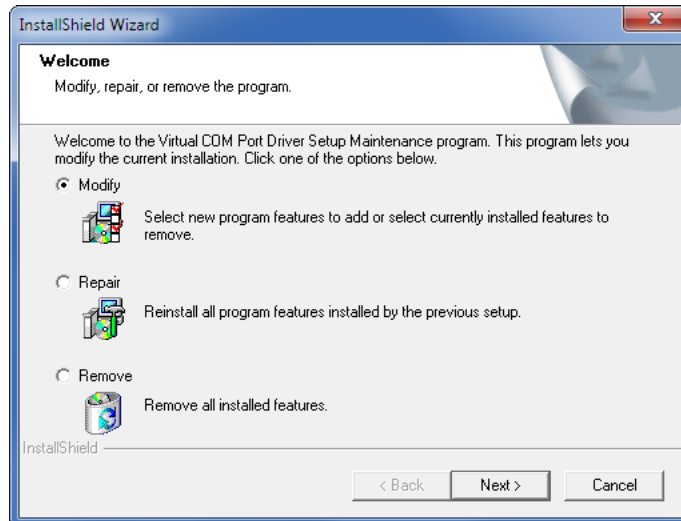 InstallShield Wizard
Welcome
Modify, repair, or remove the program.
Welcome to the Virtual COM Port Driver Setup Maintenance program. This program lets you
modify the current installation. Click one of the options below.
Modify
Select new program features to add or select currently installed features to
remove.
Repair
Reinstall all program features installed by the previous setup.
Remove
Remove all installed features.
InstallShield
< Back
Next >
Cancel